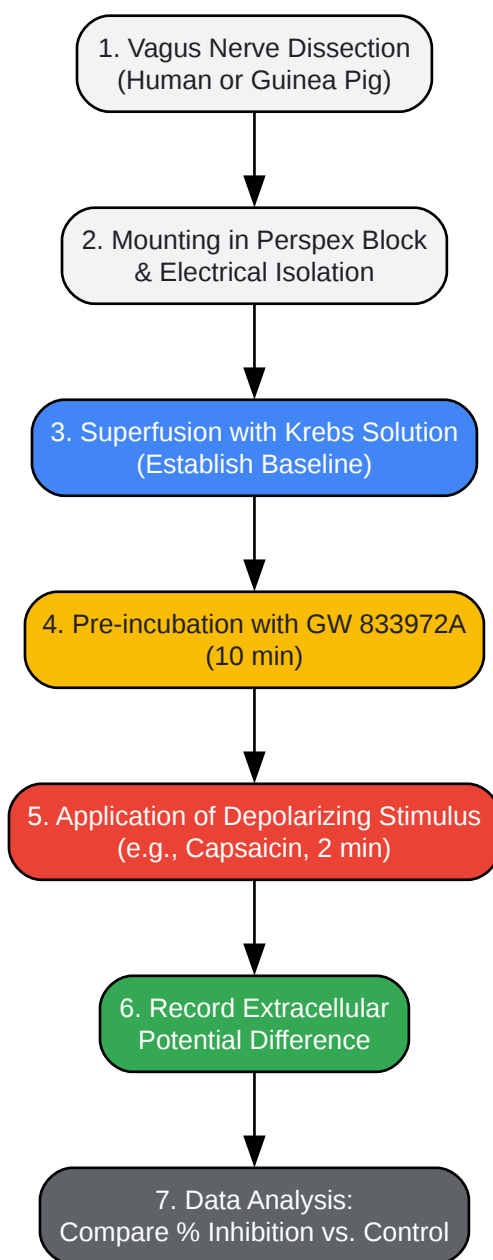 1. Vagus Nerve Dissection
(Human or Guinea Pig)
2. Mounting in Perspex Block
& Electrical Isolation
3. Superfusion with Krebs Solution
(Establish Baseline)
4. Pre-incubation with GW 833972A
(10 min)
5. Application of Depolarizing Stimulus
(e.g., Capsaicin, 2 min)
6. Record Extracellular
Potential Difference
7. Data Analysis:
Compare % Inhibition vs. Control